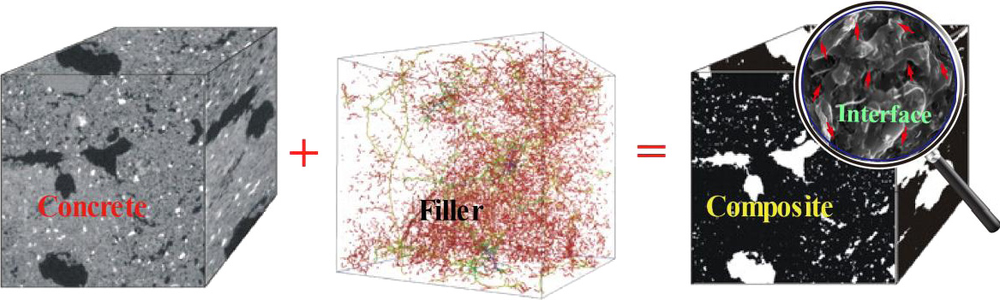 Concrete
+
Filler
=
Composite
Interface